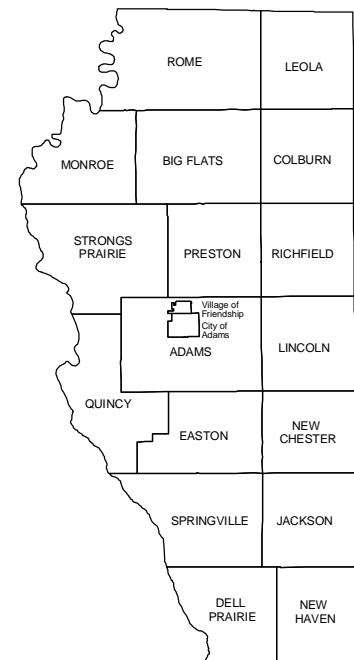 ROME
LEOLA
MONROE
BIG FLATS
COLBURN
STRONGS
PRAIRIE
PRESTON
RICHFIELD
Village of
Friendship
City of
Adams
ADAMS
LINCOLN
QUINCY
EASTON
NEW
CHESTER
SPRINGVILLE
JACKSON
DELL
PRAIRIE
NEW
HAVEN